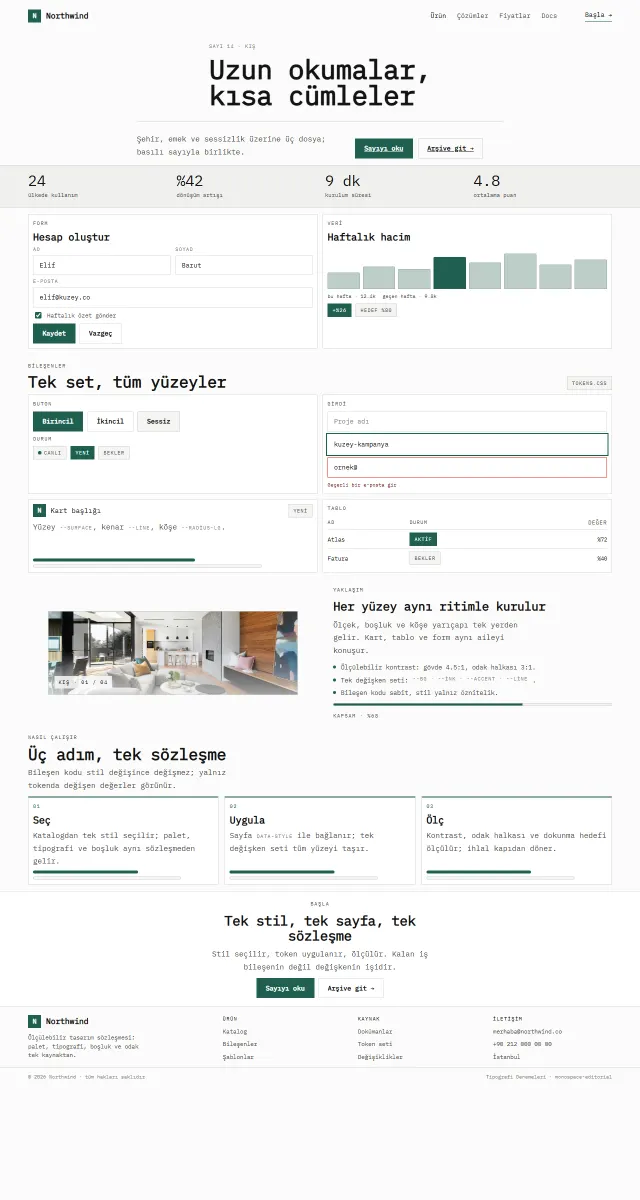 N Northwind
Ürün Çözümler Fiyatlar Docs Başla →
SAYI 14 · KIŞ
Uzun okumalar,
kısa cümleler
Şehir, emek ve sessizlik üzerine üç dosya;
basılı sayıyla birlikte.
Sayıyı oku Arşive git →
24 %42 9 dk 4.8
ülkede kullanım dönüşüm artışı kurulum süresi ortalama puan
FORM
Hesap oluştur
AD SOYAD
Elif Barut
E-POSTA
elif@kuzey.co
Haftalık özet gönder
Kaydet Vazgeç
VERİ
Haftalık hacim
bu hafta · 12.4k geçen hafta · 9.8k
+%26 HEDEF %80
BİLEŞENLER
Tek set, tüm yüzeyler
TOKENS.CSS
BUTON
Birincil İkincil Sessiz
DURUM
CANLI YENİ BEKLER
GİRDİ
Proje adı
kuzey-kampanya
ornek@
Geçerli bir e-posta gir
N Kart başlığı YENİ
Yüzey --SURFACE, kenar --LINE, köşe --RADIUS-LG.
TABLO
AD DURUM DEĞER
Atlas AKTİF %72
Fatura BEKLER %40
KIŞ · 01 / 04
YAKLAŞIM
Her yüzey aynı ritimle kurulur
Ölçek, boşluk ve köşe yarıçapı tek yerden
gelir. Kart, tablo ve form aynı aileyi
konuşur.
Ölçülebilir kontrast: gövde 4.5:1, odak halkası 3:1.
Tek değişken seti: --BG · --INK · --ACCENT · --LINE .
Bileşen kodu sabit, stil yalnız öznitelik.
KAPSAM · %68
NASIL ÇALIŞIR
Üç adım, tek sözleşme
Bileşen kodu stil değişince değişmez; yalnız
tokenda değişen değerler görünür.
01
Seç
Katalogdan tek stil seçilir; palet,
tipografi ve boşluk aynı sözleşmeden
gelir.
02
Uygula
Sayfa DATA-STYLE ile bağlanır; tek
değişken seti tüm yüzeyi taşır.
03
Ölç
Kontrast, odak halkası ve dokunma hedefi
ölçülür; ihlal kapıdan döner.
BAŞLA
Tek stil, tek sayfa, tek
sözleşme
Stil seçilir, token uygulanır, ölçülür. Kalan iş
bileşenin değil değişkenin işidir.
Sayıyı oku Arşive git →
N Northwind
Ölçülebilir tasarım sözleşmesi:
palet, tipografi, boşluk ve odak
tek kaynaktan.
ÜRÜN
Katalog
Bileşenler
Şablonlar
KAYNAK
Dokümanlar
Token seti
Değişiklikler
İLETİŞİM
merhaba@northwind.co
+90 212 000 00 00
İstanbul
© 2026 Northwind · tüm hakları saklıdır
Tipografi Denemeleri · monospace-editorial